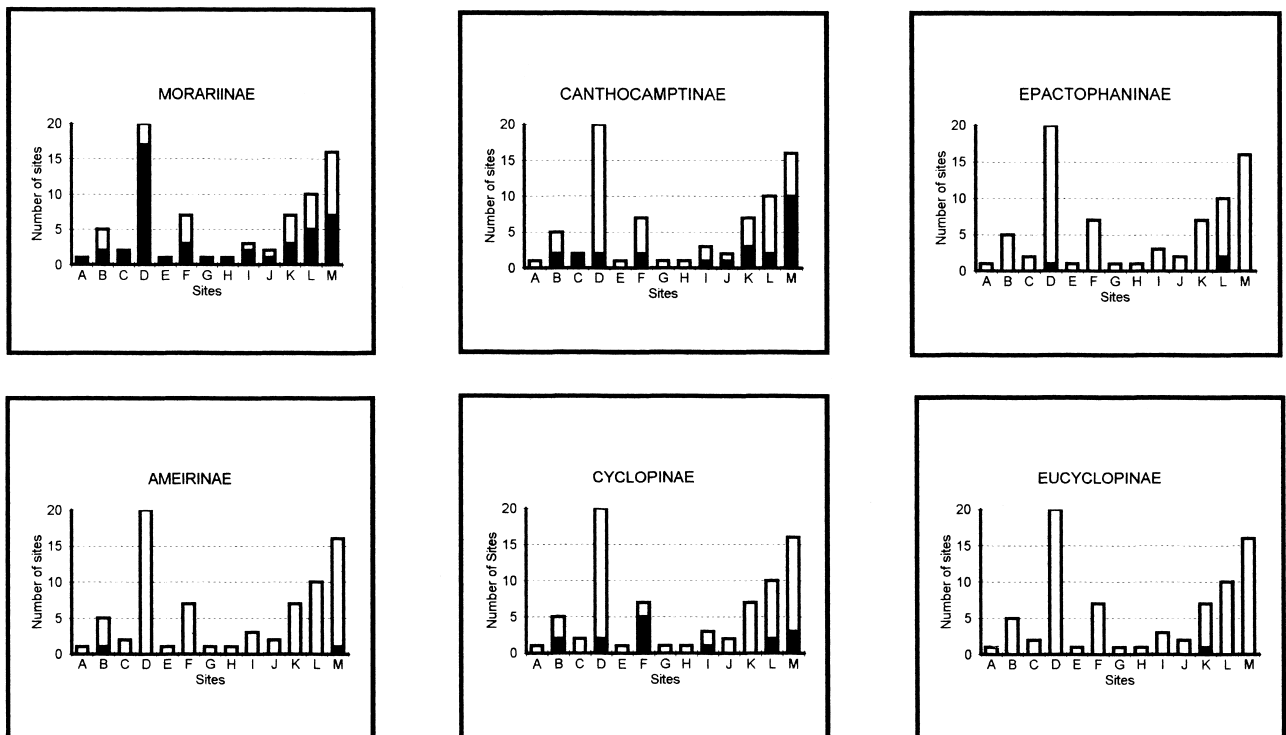 MORARIINAE
Number of sites
20
15
10
5
0
A B C D E F G H I J K L M
Sites
CANTHOCAMPTINAE
Number of sites
20
15
10
5
0
A B C D E F G H I J K L M
Sites
EPACTOPHANINAE
Number of sites
20
15
10
5
0
A B C D E F G H I J K L M
Sites
AMEIRINAE
Number of sites
20
15
10
5
0
A B C D E F G H I J K L M
Sites
CYCLOPINAE
Number of Sites
20
15
10
5
0
A B C D E F G H I J K L M
Sites
EUCYCLOPINAE
Number of sites
20
15
10
5
0
A B C D E F G H I J K L M
Sites